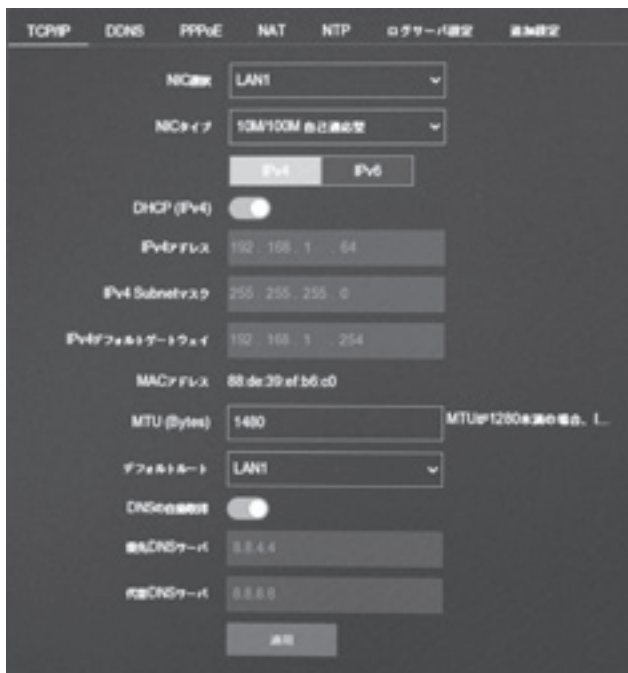 TCP/IP DDNS PPPoE NAT NTP ログサーバ設定 追加設定
NIC選択 LAN1
NICタイプ 10M/100M 自己適応型
IPv4 IPv6
DHCP (IPv4)
IPv4アドレス 192 . 168 . 1 . 64
IPv4 Subnetマスク 255 . 255 . 255 . 0
IPv4デフォルトゲートウェイ 192 . 168 . 1 . 254
MACアドレス 88:de:39:ef:b6:c0
MTU (Bytes) 1480 MTUが1280未満の場合、I...
デフォルトルート LAN1
DNSの自動取得
優先DNSサーバ 8.8.4.4
代替DNSサーバ 8.8.8.8
適用